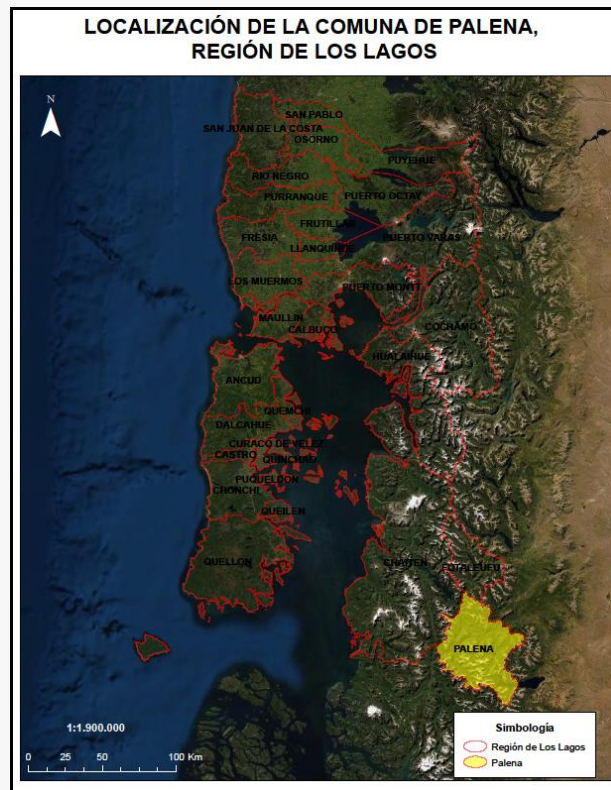 LOCALIZACIÓN DE LA COMUNA DE PALENA,
REGIÓN DE LOS LAGOS
N
SAN PABLO
SAN JUAN DE LA COSTA
OSORNO
PUYEHUE
RIO NEGRO
PURRANQUE
PUERTO OCTAY
FRUTILLAR
FRESIA
PUERTO VARAS
LLANQUIHUE
LOS MUERMOS
PUERTO MONTT
MAULLIN
COCHAMO
CALBUCO
HUALAIHUE
ANCUD
QUEMCHI
DALCAHUE
CURACO DE VELEZ
CASTRO
QUINCHAO
PUQUELDON
CHONCHI
QUEILEN
QUELLON
CHAITEN
FUTALEUFU
PALENA
1:1.900.000
0 25 50 100 Km
Simbología
Región de Los Lagos
Palena